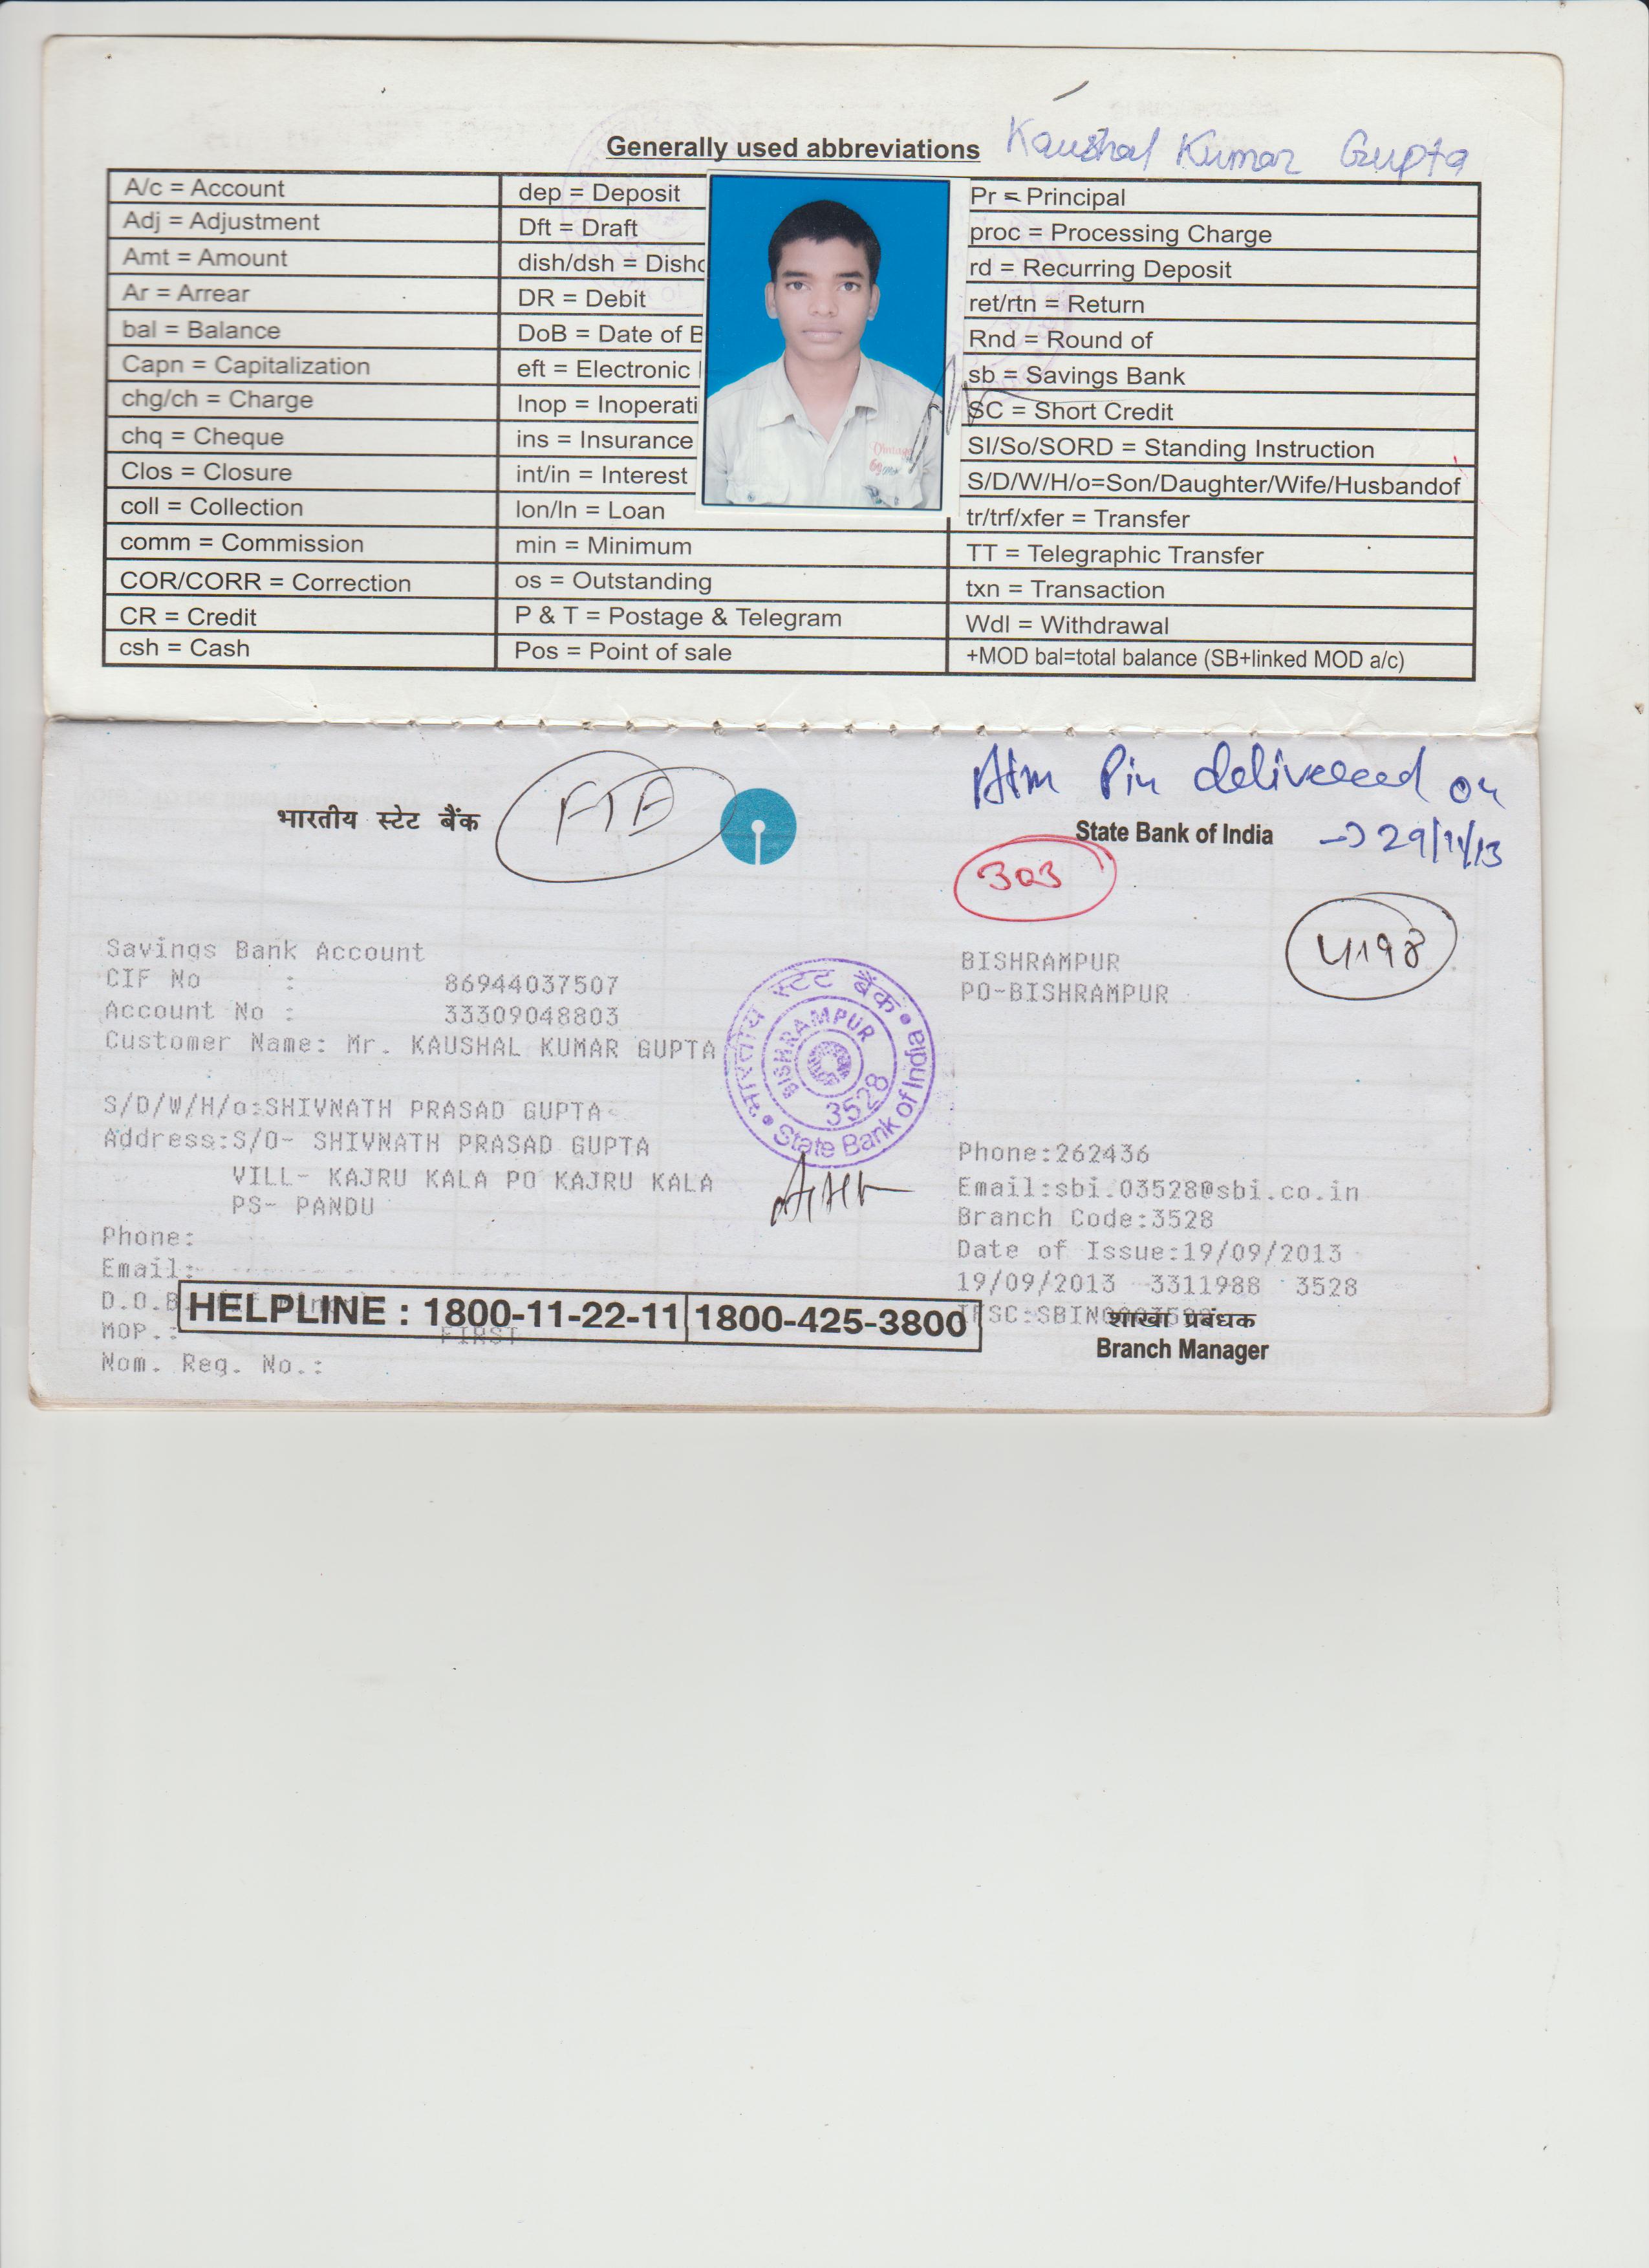 Generally used abbreviations Kaushal Kumar Gupta
A/c = Account dep = Deposit Pr = Principal
Adj = Adjustment Dft = Draft proc = Processing Charge
Amt = Amount dish/dsh = rd = Recurring Deposit
Ar = Arrear DR = Debit ret/rtn = Return
bal = Balance DoB = Date of B Rnd = Round of
Capn = Capitalization eft = Electronic sb = Savings Bank
chg/ch = Charge Inop = Inoperati SC = Short Credit
chq = Cheque ins = Insurance SI/So/SORD = Standing Instruction
Clos = Closure int/in = Interest S/D/W/H/o=Son/Daughter/Wife/Husbandof
coll = Collection lon/ln = Loan tr/trf/xfer = Transfer
comm = Commission min = Minimum TT = Telegraphic Transfer
COR/CORR = Correction os = Outstanding txn = Transaction
CR = Credit P & T = Postage & Telegram Wdl = Withdrawal
csh = Cash Pos = Point of sale +MOD bal=total balance (SB+linked MOD a/c)
Atm Pin delivered on
भारतीय स्टेट बैंक State Bank of India → 29/11/13
303
4198
Savings Bank Account BISHRAMPUR
CIF No : 86944037507 PO-BISHRAMPUR
Account No : 33309048803
Customer Name: Mr. KAUSHAL KUMAR GUPTA
भारतीय स्टेट बैंक • State Bank of India •
BISHRAMPUR
3528
S/D/W/H/o:SHIVNATH PRASAD GUPTA
Address:S/O- SHIVNATH PRASAD GUPTA Phone:262436
VILL- KAJRU KALA PO KAJRU KALA Email:sbi.03528@sbi.co.in
PS- PANDU Branch Code:3528
Phone: Date of Issue:19/09/2013
Email: 19/09/2013 3311988 3528
D.O.B. HELPLINE : 1800-11-22-11 1800-425-3800 शाखा प्रबंधक
MOP.: FIRST Branch Manager
Nom. Reg. No.: